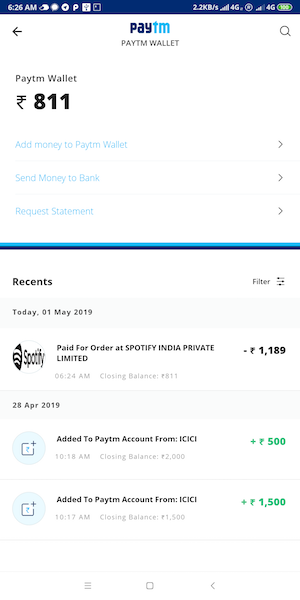 6:26 AM 2.2KB/s 4G 4G 100
paytm
PAYTM WALLET
Paytm Wallet
₹ 811
Add money to Paytm Wallet
Send Money to Bank
Request Statement
Recents Filter
Today, 01 May 2019
Spotify Paid For Order at SPOTIFY INDIA PRIVATE - ₹ 1,189
LIMITED
06:24 AM Closing Balance: ₹811
28 Apr 2019
Added To Paytm Account From: ICICI + ₹ 500
10:18 AM Closing Balance: ₹2,000
Added To Paytm Account From: ICICI + ₹ 1,500
10:17 AM Closing Balance: ₹1,500